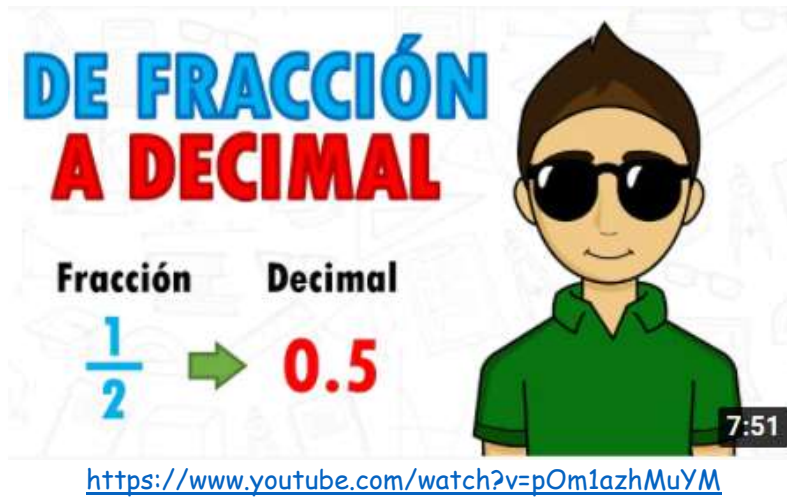 DE FRACCIÓN
A DECIMAL
Fracción Decimal
1
2
0.5
7:51
https://www.youtube.com/watch?v=pOm1azhMuYM